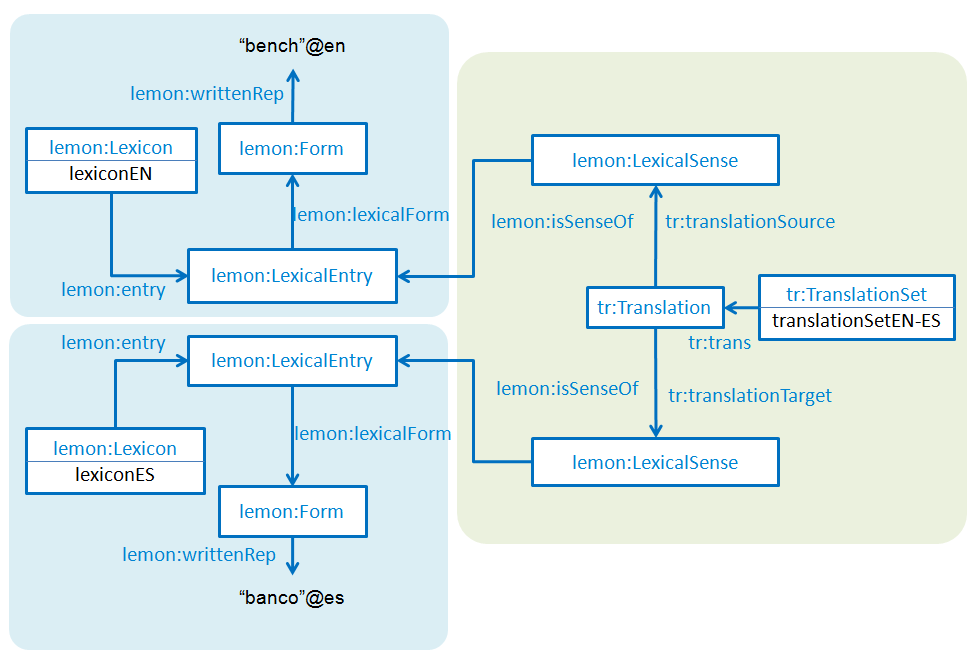 “bench”@en
lemon:writtenRep
lemon:Lexicon
lexiconEN
lemon:Form
lemon:lexicalForm
lemon:LexicalEntry
lemon:entry
lemon:entry
lemon:LexicalEntry
lemon:lexicalForm
lemon:Lexicon
lexiconES
lemon:Form
lemon:writtenRep
“banco”@es
lemon:LexicalSense
lemon:isSenseOf
tr:translationSource
tr:Translation
tr:TranslationSet
translationSetEN-ES
tr:trans
lemon:isSenseOf
tr:translationTarget
lemon:LexicalSense